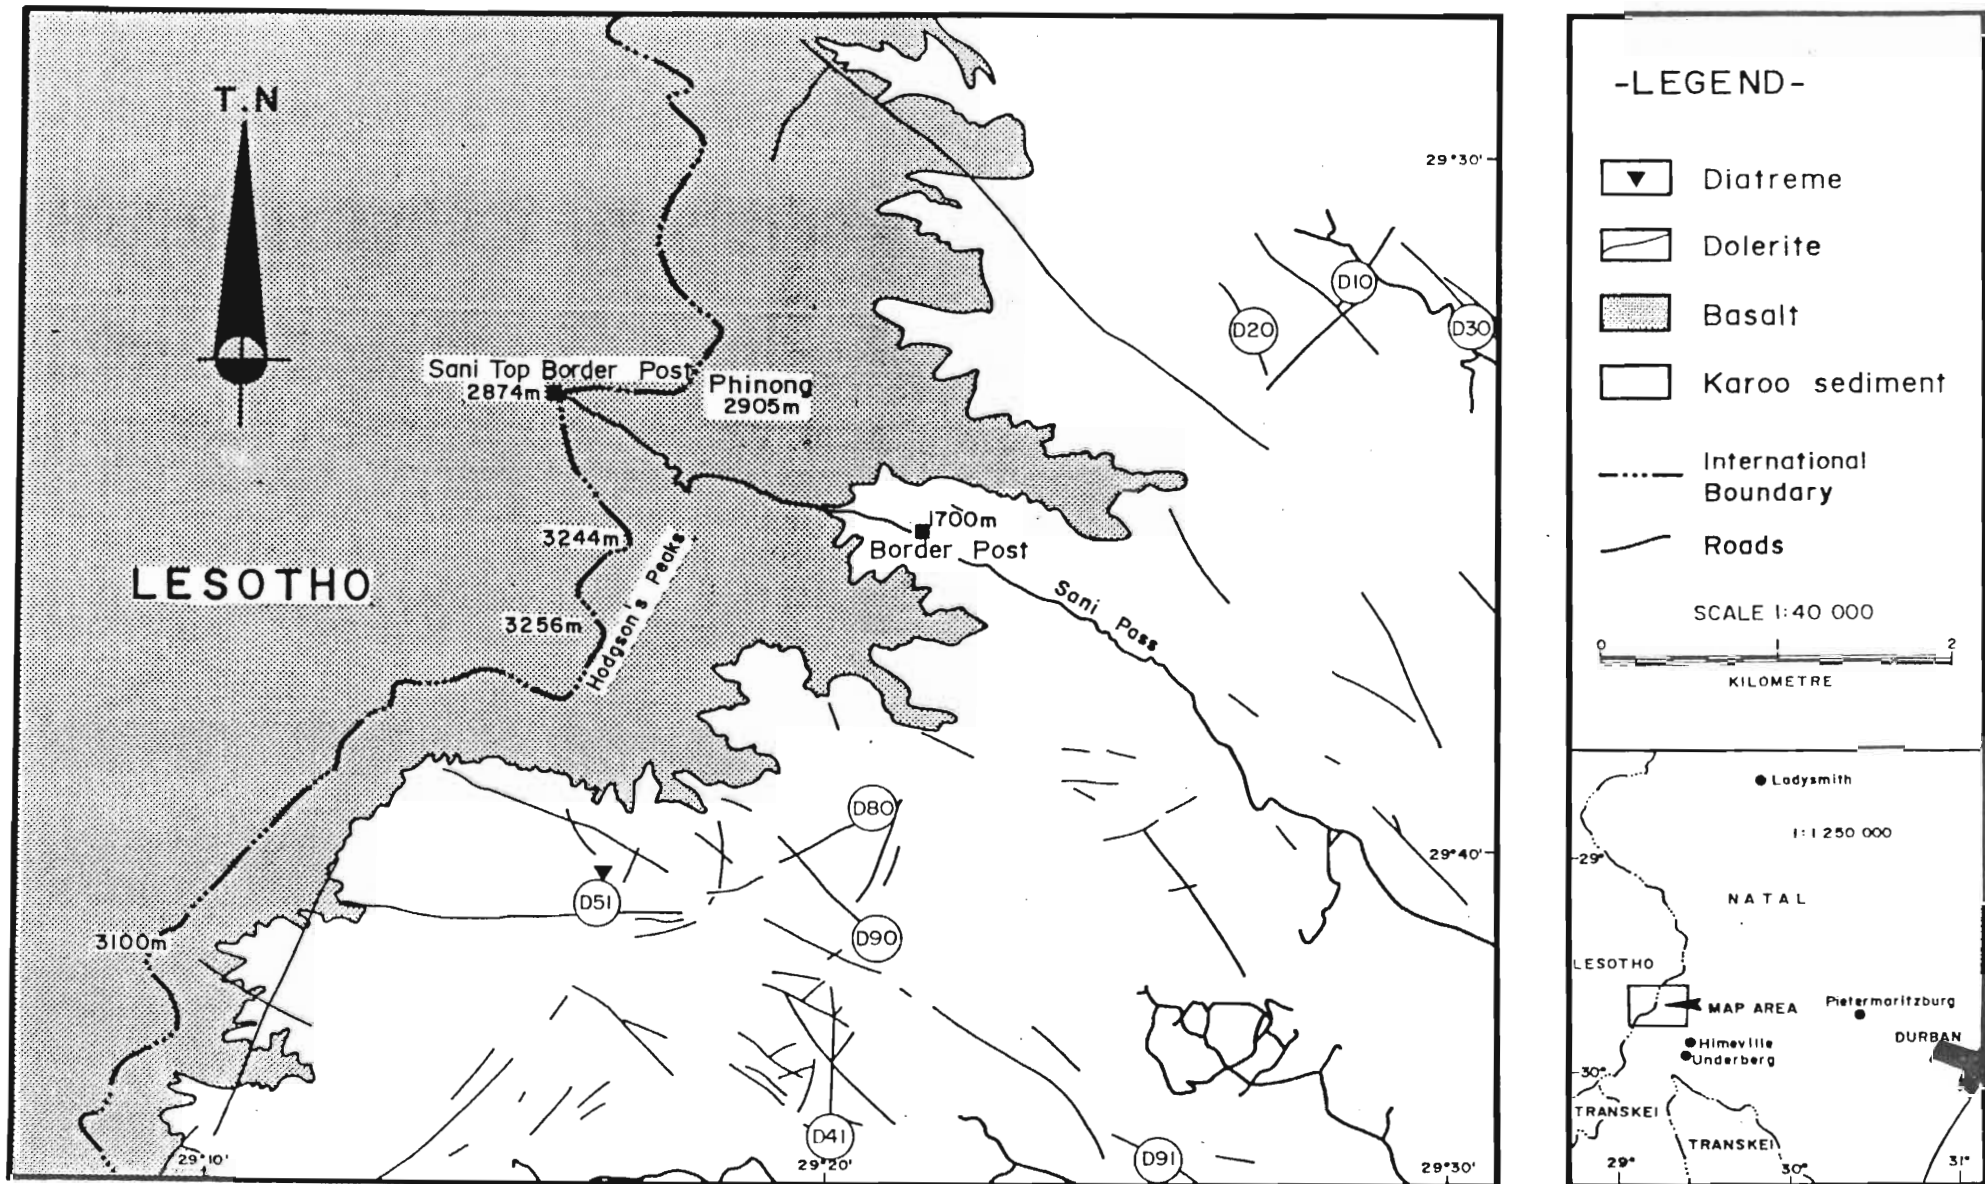 T.N
29°30'
D10
D20
D30
Sani Top Border Post
2874m
Phinong
2905m
1700m
Border Post
3244m
LESOTHO
Hodgson's Peaks
Sani Pass
3256m
D80
29°40'
D51
D90
3100m
D41
D91
29°10'
29°20'
29°30'
-LEGEND-
Diatreme
Dolerite
Basalt
Karoo sediment
International
Boundary
Roads
SCALE 1:40 000
0 1 2
KILOMETRE
Ladysmith
1:1 250 000
29°
NATAL
LESOTHO
MAP AREA
Pietermaritzburg
DURBAN
Himeville
Underberg
30°
TRANSKEI
TRANSKEI
29°
30°
31°